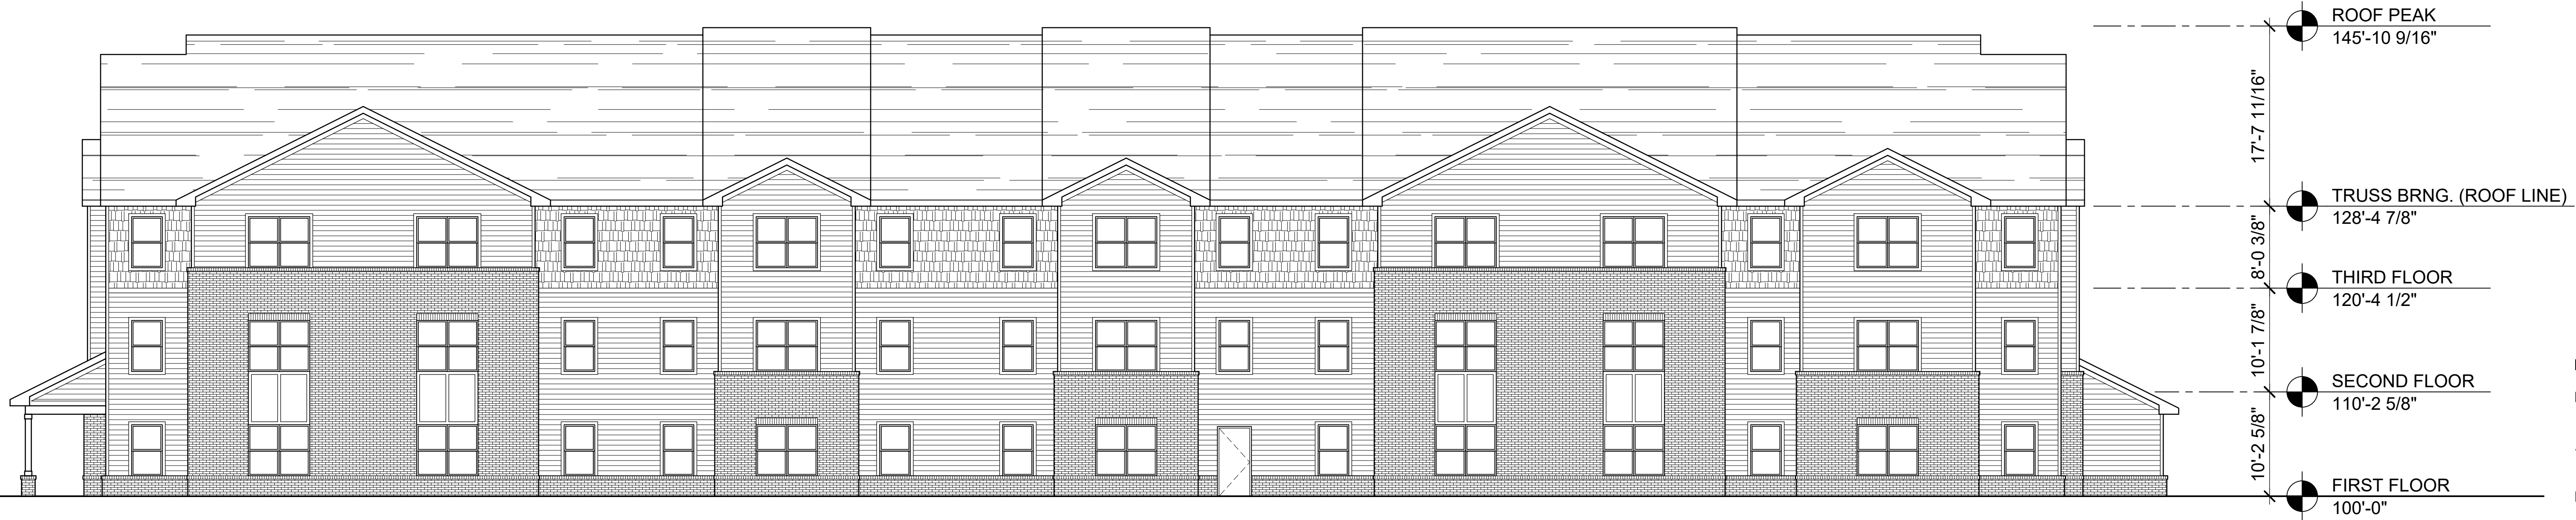 ROOF PEAK
145'-10 9/16"
17'-7 11/16"
TRUSS BRNG. (ROOF LINE)
128'-4 7/8"
8'-0 3/8"
THIRD FLOOR
120'-4 1/2"
10'-1 7/8"
SECOND FLOOR
110'-2 5/8"
10'-2 5/8"
FIRST FLOOR
100'-0"